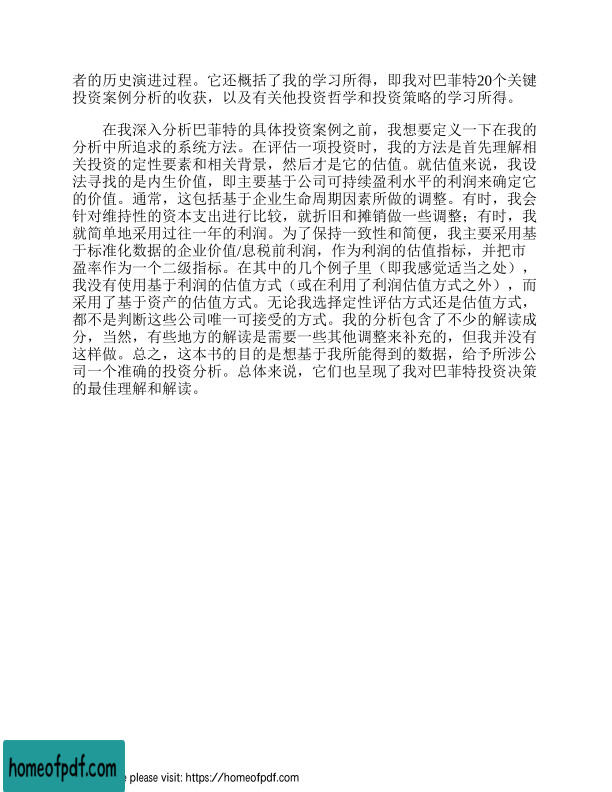 者的历史演进过程。它还概括了我的学习所得，即我对巴菲特20个关键
投资案例分析的收获，以及有关他投资哲学和投资策略的学习所得。
在我深入分析巴菲特的具体投资案例之前，我想要定义一下在我的
分析中所追求的系统方法。在评估一项投资时，我的方法是首先理解相
关投资的定性要素和相关背景，然后才是它的估值。就估值来说，我设
法寻找的是内生价值，即主要基于公司可持续盈利水平的利润来确定它
的价值。通常，这包括基于企业生命周期因素所做的调整。有时，我会
针对维持性的资本支出进行比较，就折旧和摊销做一些调整；有时，我
就简单地采用过往一年的利润。为了保持一致性和简便，我主要采用基
于标准化数据的企业价值/息税前利润，作为利润的估值指标，并把市
盈率作为一个二级指标。在其中的几个例子里（即我感觉适当之处），
我没有使用基于利润的估值方式（或在利用了利润估值方式之外），而
采用了基于资产的估值方式。无论我选择定性评估方式还是估值方式，
都不是判断这些公司唯一可接受的方式。我的分析包含了不少的解读成
分，当然，有些地方的解读是需要一些其他调整来补充的，但我并没有
这样做。总之，这本书的目的是想基于我所能得到的数据，给予所涉公
司一个准确的投资分析。总体来说，它们也呈现了我对巴菲特投资决策
的最佳理解和解读。
homeofpdf.com
e please visit: https://homeofpdf.com